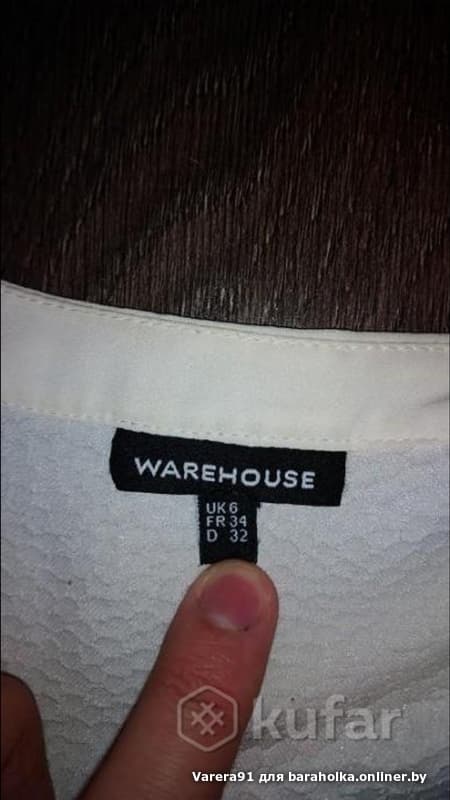 WAREHOUSE
UK 6
FR 34
D 32
kufar
Varera91 для baraholka.onliner.by